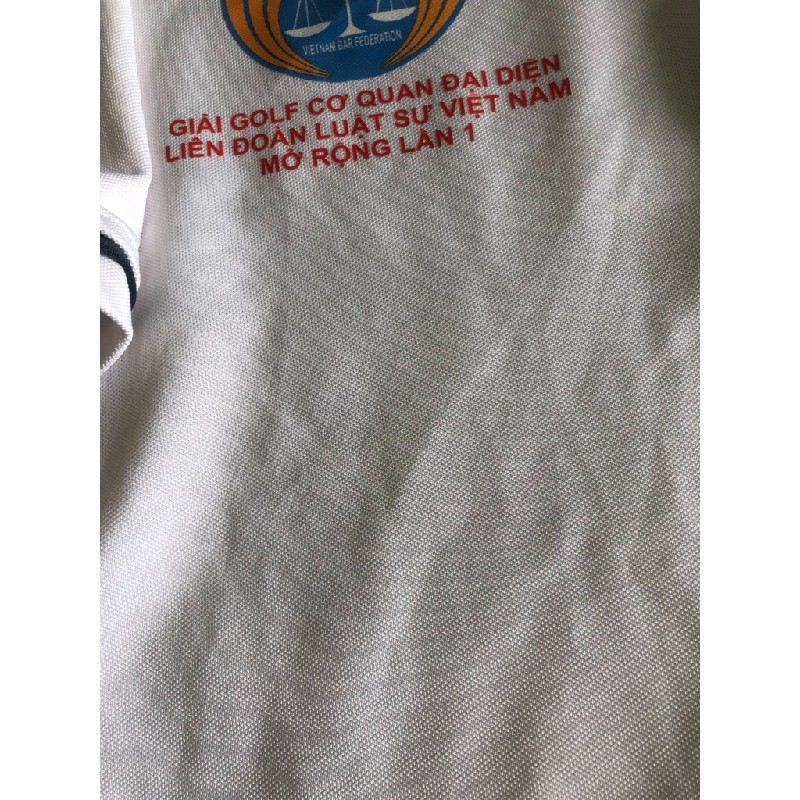 VIETNAM BAR FEDERATION
GIẢI GOLF CƠ QUAN ĐẠI DIỆN
LIÊN ĐOÀN LUẬT SƯ VIỆT NAM
MỞ RỘNG LẦN 1